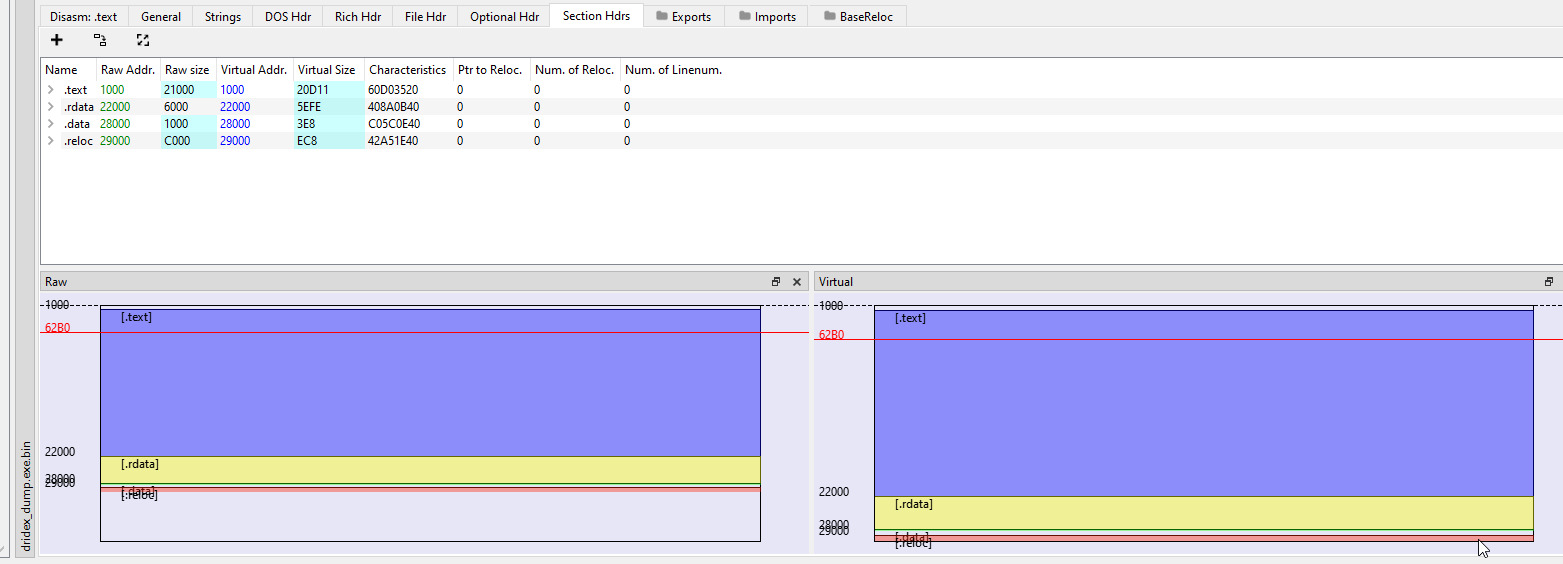 Disasm: .text General Strings DOS Hdr Rich Hdr File Hdr Optional Hdr Section Hdrs Exports Imports BaseReloc
Name Raw Addr. Raw size Virtual Addr. Virtual Size Characteristics Ptr to Reloc. Num. of Reloc. Num. of Linenum.
.text 1000 21000 1000 20D11 60D03520 0 0 0
.rdata 22000 6000 22000 5EFE 408A0B40 0 0 0
.data 28000 1000 28000 3E8 C05C0E40 0 0 0
.reloc 29000 C000 29000 EC8 42A51E40 0 0 0
dridex_dump.exe.bin
Raw
1000
[.text]
62B0
22000
[.rdata]
28000
29000
[.data]
[.reloc]
Virtual
1000
[.text]
62B0
22000
[.rdata]
28000
29000
[.data]
[.reloc]